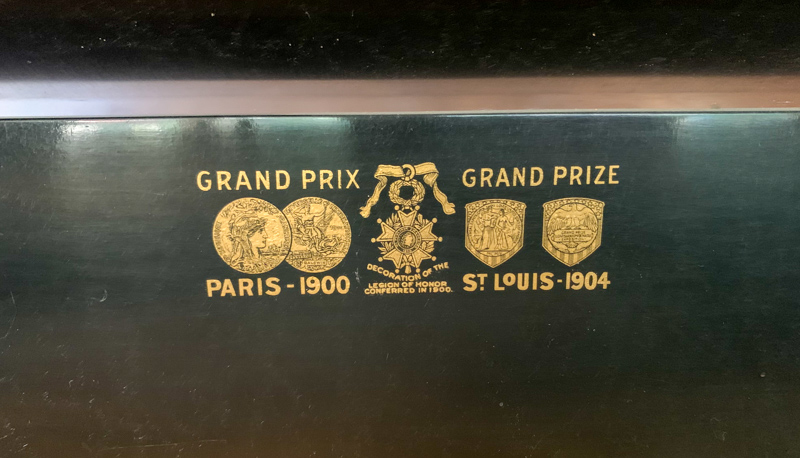 GRAND PRIX
PARIS - 1900
DECORATION OF THE
LEGION OF HONOR
CONFERRED IN 1900.
GRAND PRIZE
ST LOUIS - 1904